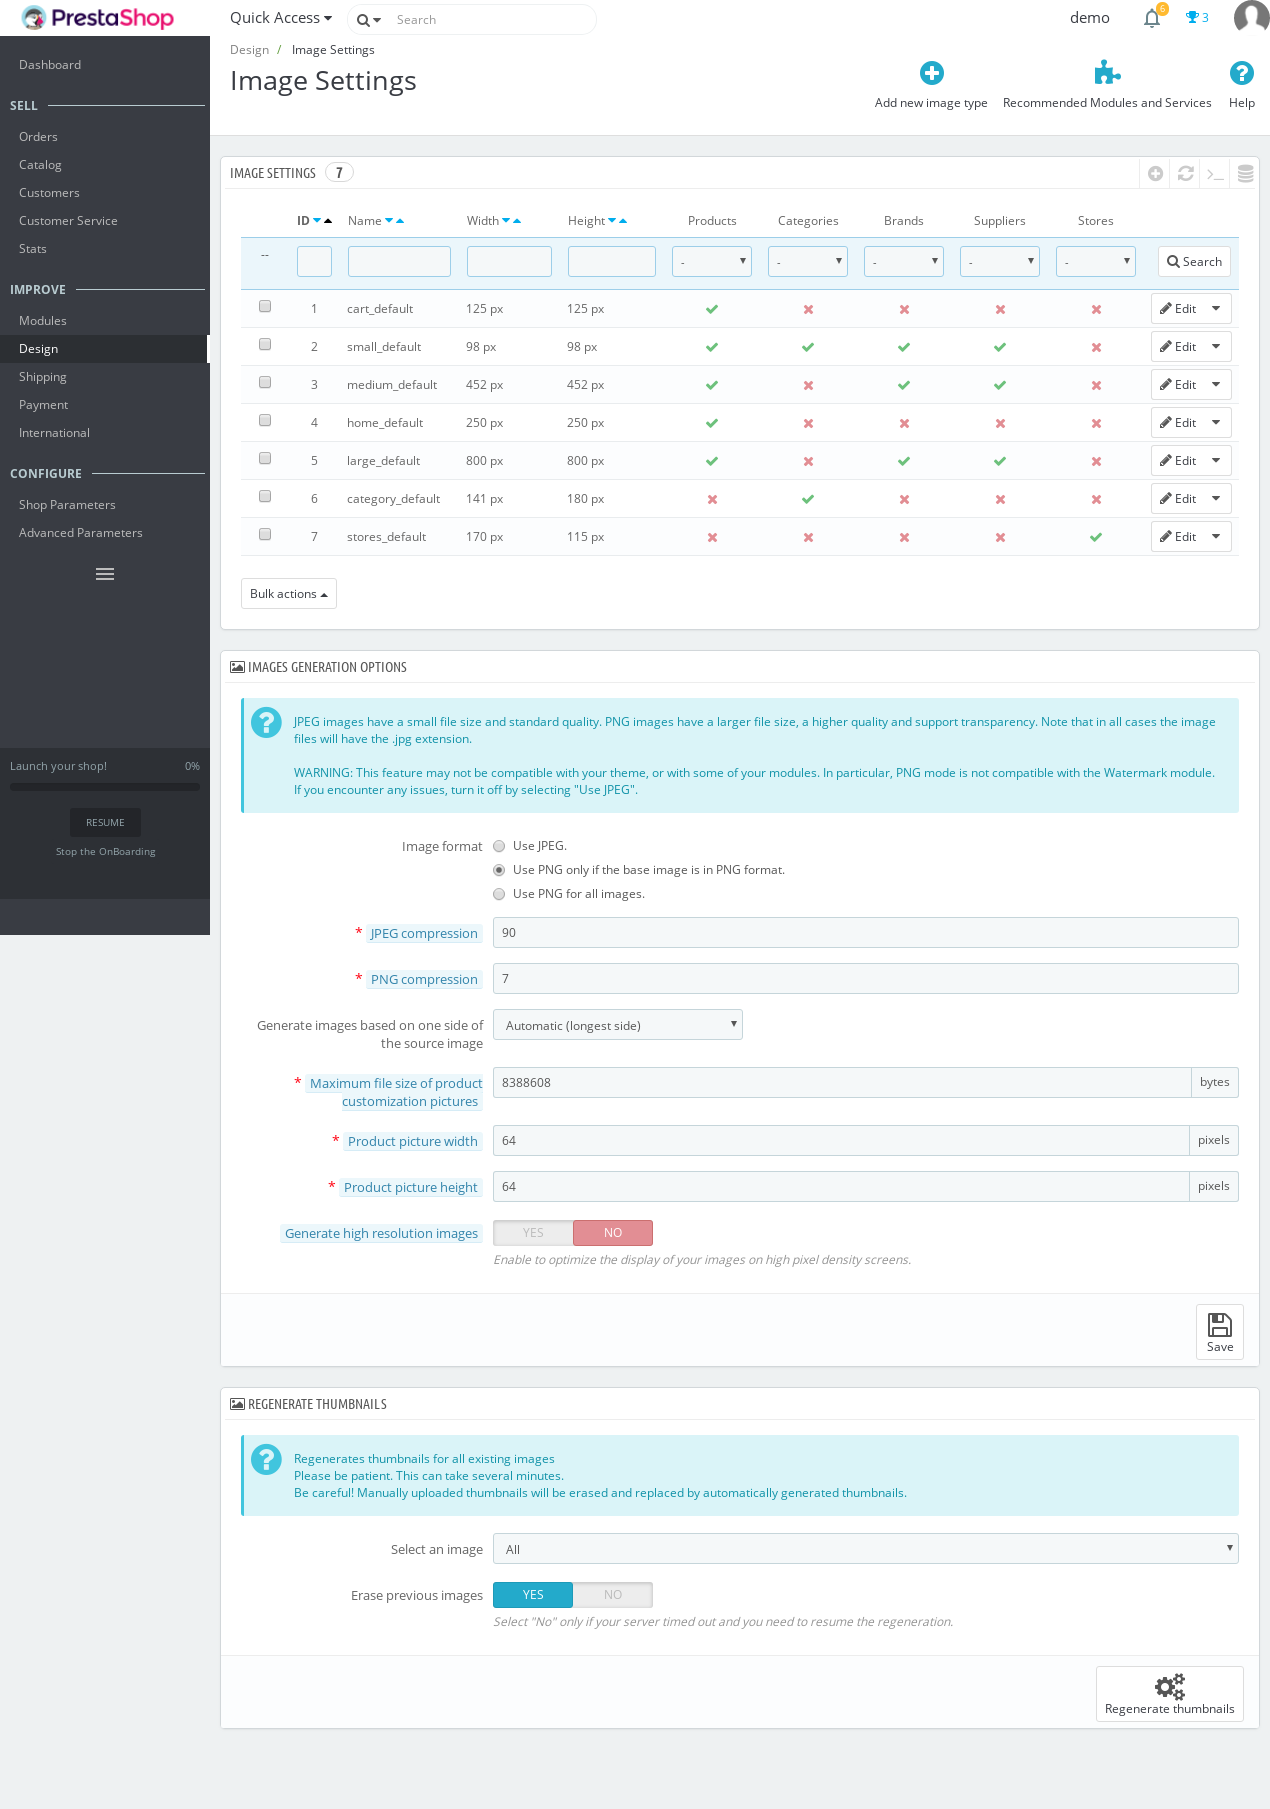 PrestaShop
Quick Access
Search
demo
6
3
Dashboard
SELL
Orders
Catalog
Customers
Customer Service
Stats
IMPROVE
Modules
Design
Shipping
Payment
International
CONFIGURE
Shop Parameters
Advanced Parameters
Launch your shop! 0%
RESUME
Stop the OnBoarding
Design / Image Settings
Image Settings
Add new image type
Recommended Modules and Services
Help
IMAGE SETTINGS 7
ID Name Width Height Products Categories Brands Suppliers Stores
-- - - - - - Search
1 cart_default 125 px 125 px Edit
2 small_default 98 px 98 px Edit
3 medium_default 452 px 452 px Edit
4 home_default 250 px 250 px Edit
5 large_default 800 px 800 px Edit
6 category_default 141 px 180 px Edit
7 stores_default 170 px 115 px Edit
Bulk actions
IMAGES GENERATION OPTIONS
JPEG images have a small file size and standard quality. PNG images have a larger file size, a higher quality and support transparency. Note that in all cases the image
files will have the .jpg extension.
WARNING: This feature may not be compatible with your theme, or with some of your modules. In particular, PNG mode is not compatible with the Watermark module.
If you encounter any issues, turn it off by selecting "Use JPEG".
Image format
Use JPEG.
Use PNG only if the base image is in PNG format.
Use PNG for all images.
* JPEG compression 90
* PNG compression 7
Generate images based on one side of
the source image
Automatic (longest side)
* Maximum file size of product
customization pictures
8388608 bytes
* Product picture width 64 pixels
* Product picture height 64 pixels
Generate high resolution images YES NO
Enable to optimize the display of your images on high pixel density screens.
Save
REGENERATE THUMBNAILS
Regenerates thumbnails for all existing images
Please be patient. This can take several minutes.
Be careful! Manually uploaded thumbnails will be erased and replaced by automatically generated thumbnails.
Select an image All
Erase previous images YES NO
Select "No" only if your server timed out and you need to resume the regeneration.
Regenerate thumbnails